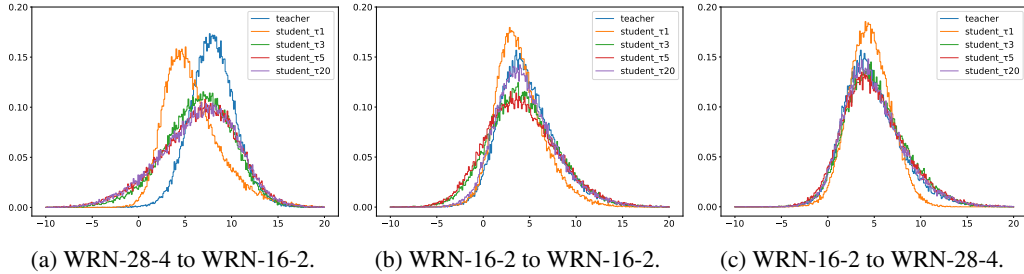 teacher
student_τ1
student_τ3
student_τ5
student_τ20
0.20
0.15
0.10
0.05
0.00
−10 −5 0 5 10 15 20
(a) WRN-28-4 to WRN-16-2.
teacher
student_τ1
student_τ3
student_τ5
student_τ20
0.20
0.15
0.10
0.05
0.00
−10 −5 0 5 10 15 20
(b) WRN-16-2 to WRN-16-2.
teacher
student_τ1
student_τ3
student_τ5
student_τ20
0.20
0.15
0.10
0.05
0.00
−10 −5 0 5 10 15 20
(c) WRN-16-2 to WRN-28-4.